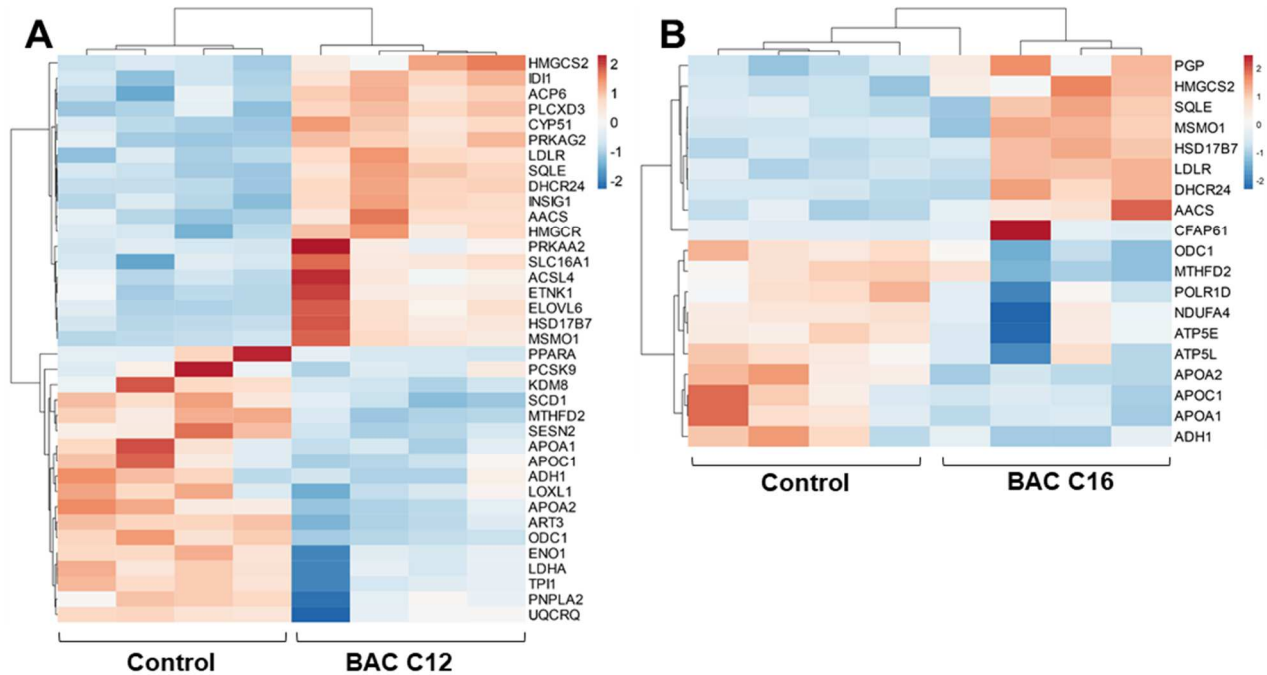 A
HMGCS2
IDI1
ACP6
PLCXD3
CYP51
PRKAG2
LDLR
SQLE
DHCR24
INSIG1
AACS
HMGCR
PRKAA2
SLC16A1
ACSL4
ETNK1
ELOVL6
HSD17B7
MSMO1
PPARA
PCSK9
KDM8
SCD1
MTHFD2
SESN2
APOA1
APOC1
ADH1
LOXL1
APOA2
ART3
ODC1
ENO1
LDHA
TPI1
PNPLA2
UQCRQ
2
1
0
-1
-2
Control
BAC C12
B
PGP
HMGCS2
SQLE
MSMO1
HSD17B7
LDLR
DHCR24
AACS
CFAP61
ODC1
MTHFD2
POLR1D
NDUFA4
ATP5E
ATP5L
APOA2
APOC1
APOA1
ADH1
2
1
0
-1
-2
Control
BAC C16